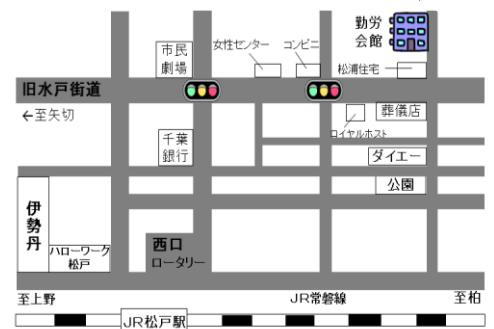 勤労
会館
市民
劇場
女性センター
コンビニ
松浦住宅
旧水戸街道
←至矢切
ロイヤルホスト
葬儀店
千葉
銀行
ダイエー
公園
伊勢丹
ハローワーク
松戸
西口
ロータリー
至上野
JR常磐線
至柏
JR松戸駅